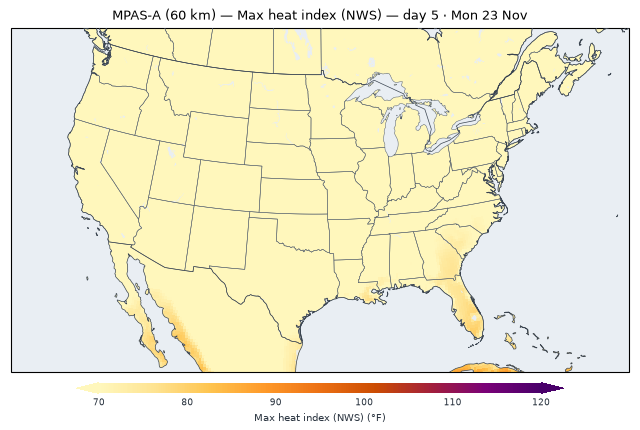 MPAS-A (60 km) — Max heat index (NWS) — day 5 · Mon 23 Nov
70 80 90 100 110 120
Max heat index (NWS) (°F)